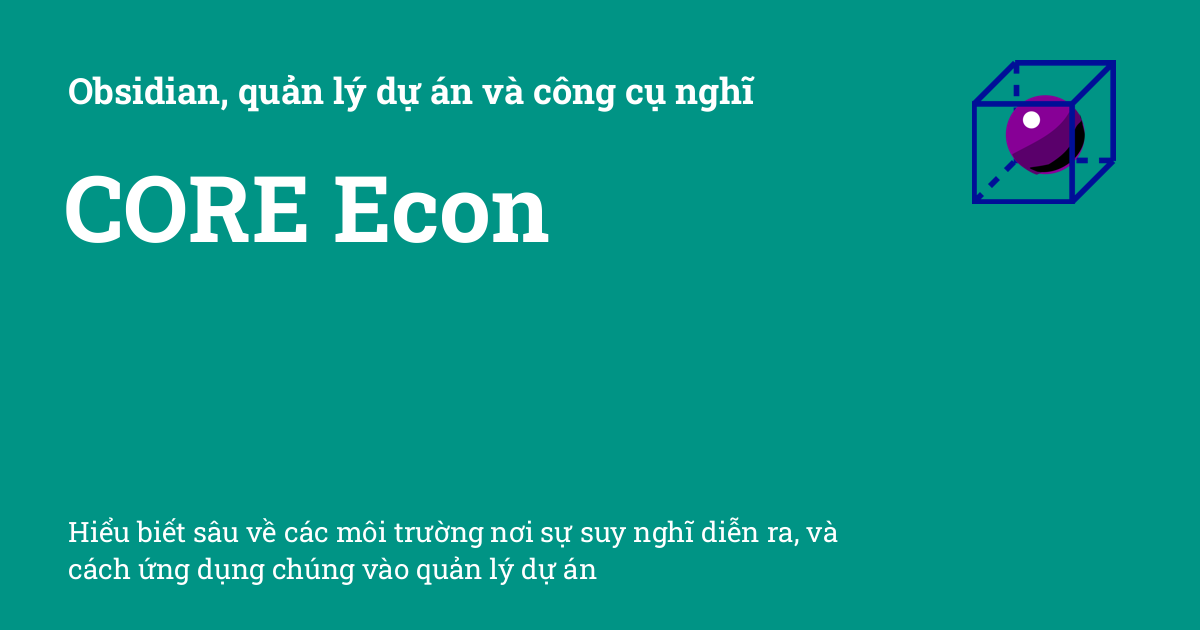 Obsidian, quản lý dự án và công cụ nghĩ
CORE Econ
Hiểu biết sâu về các môi trường nơi sự suy nghĩ diễn ra, và
cách ứng dụng chúng vào quản lý dự án